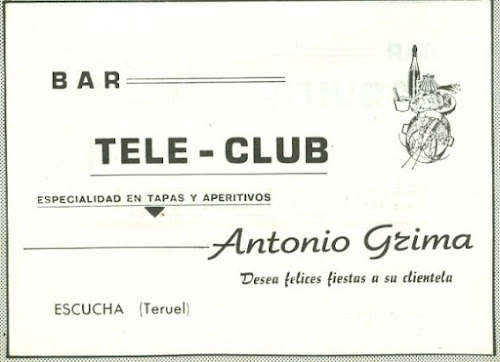 BAR
TELE - CLUB
ESPECIALIDAD EN TAPAS Y APERITIVOS
Antonio Grima
Desea felices fiestas a su clientela
ESCUCHA (Teruel)